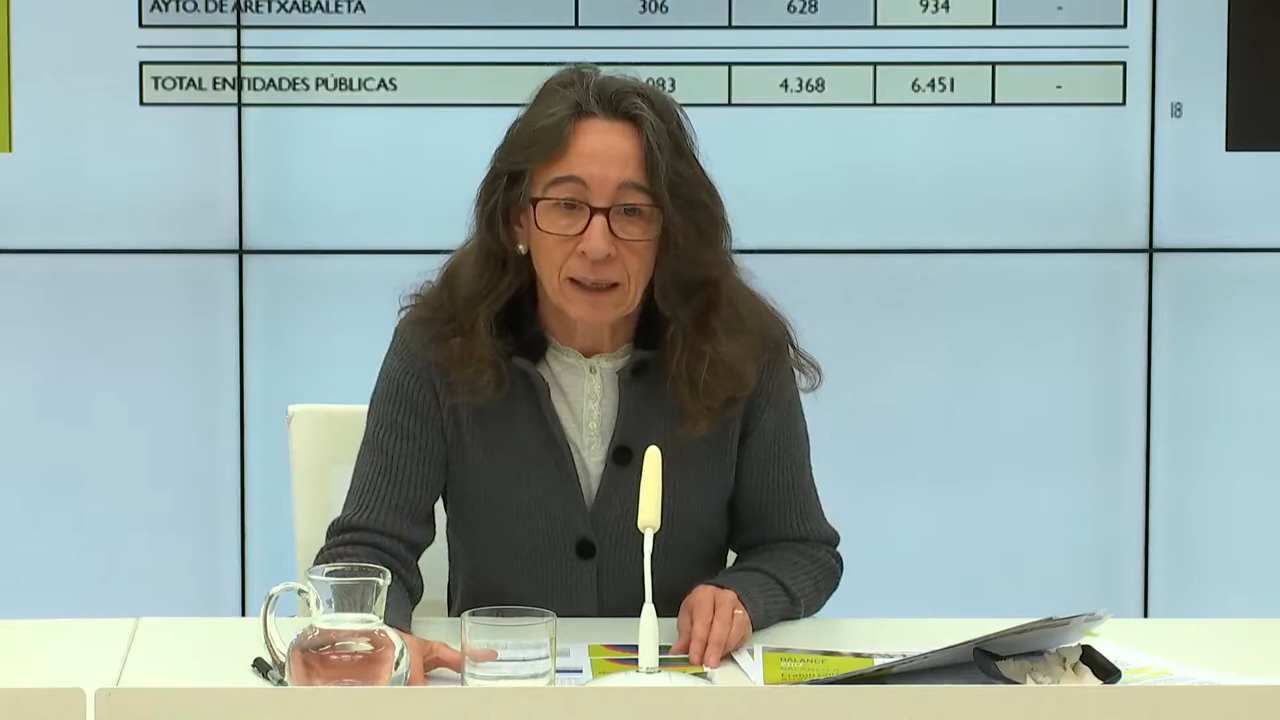 AYTO. DE ARETXABALETA 306 628 934 -
TOTAL ENTIDADES PÚBLICAS 083 4.368 6.451 -
18
BALANCE